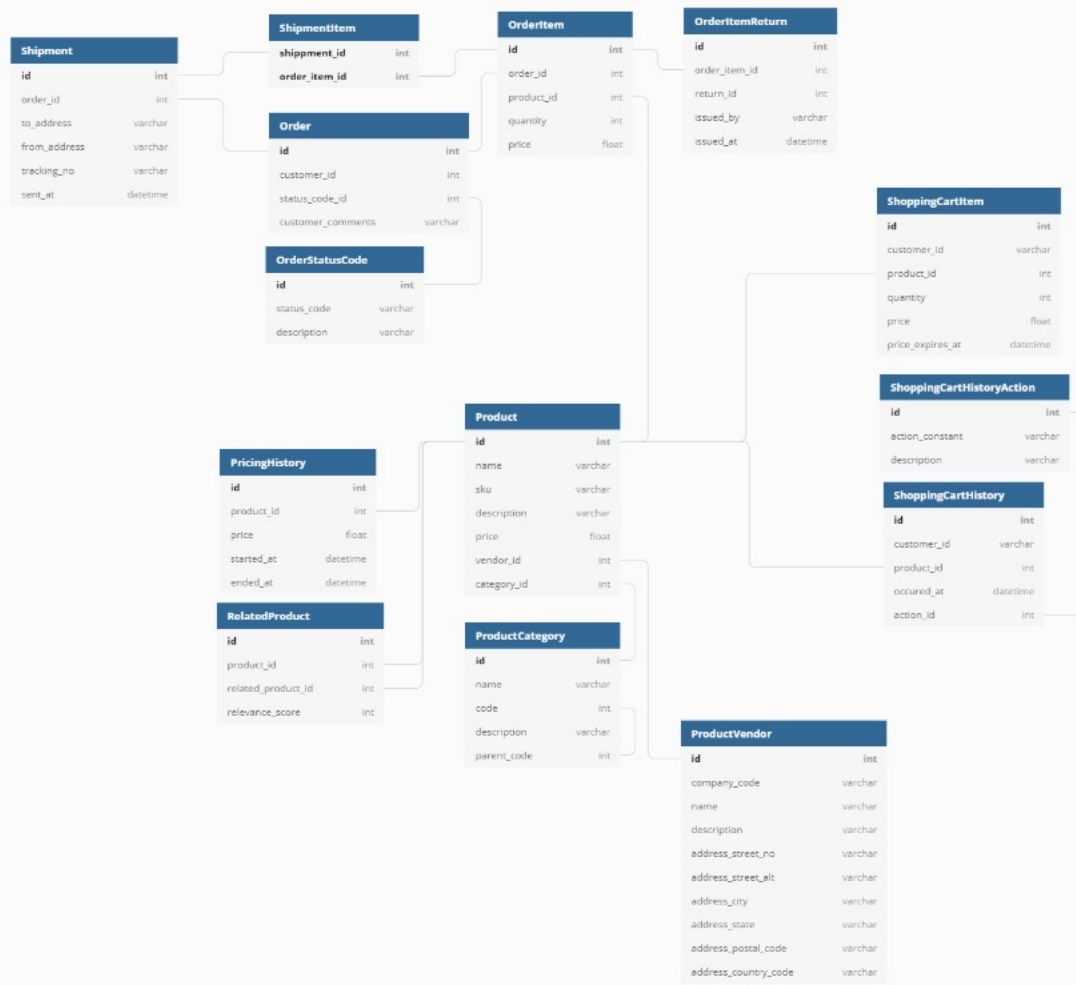 Shipment
id int
order_id int
to_address varchar
from_address varchar
tracking_no varchar
sent_at datetime
ShipmentItem
shippment_id int
order_item_id int
Order
id int
customer_id int
status_code_id int
customer_comments varchar
OrderStatusCode
id int
status_code varchar
description varchar
OrderItem
id int
order_id int
product_id int
quantity int
price float
OrderItemReturn
id int
order_item_id int
return_id int
issued_by varchar
issued_at datetime
ShoppingCartItem
id int
customer_id varchar
product_id int
quantity int
price float
price_expires_at datetime
ShoppingCartHistoryAction
id int
action_constant varchar
description varchar
ShoppingCartHistory
id int
customer_id varchar
product_id int
occured_at datetime
action_id int
Product
id int
name varchar
sku varchar
description varchar
price float
vendor_id int
category_id int
PricingHistory
id int
product_id int
price float
started_at datetime
ended_at datetime
RelatedProduct
id int
product_id int
related_product_id int
relevance_score int
ProductCategory
id int
name varchar
code int
description varchar
parent_code int
ProductVendor
id int
company_code varchar
name varchar
description varchar
address_street_no varchar
address_street_alt varchar
address_city varchar
address_state varchar
address_postal_code varchar
address_country_code varchar